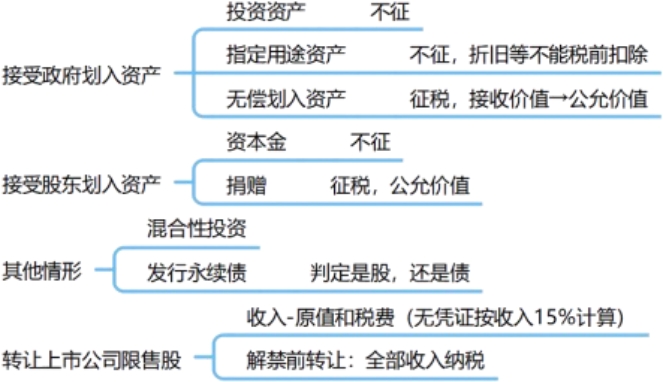 接受政府划入资产
投资资产 不征
指定用途资产 不征，折旧等不能税前扣除
无偿划入资产 征税，接收价值→公允价值
接受股东划入资产
资本金 不征
捐赠 征税，公允价值
其他情形
混合性投资
发行永续债 判定是股，还是债
转让上市公司限售股
收入-原值和税费（无凭证按收入15%计算）
解禁前转让：全部收入纳税